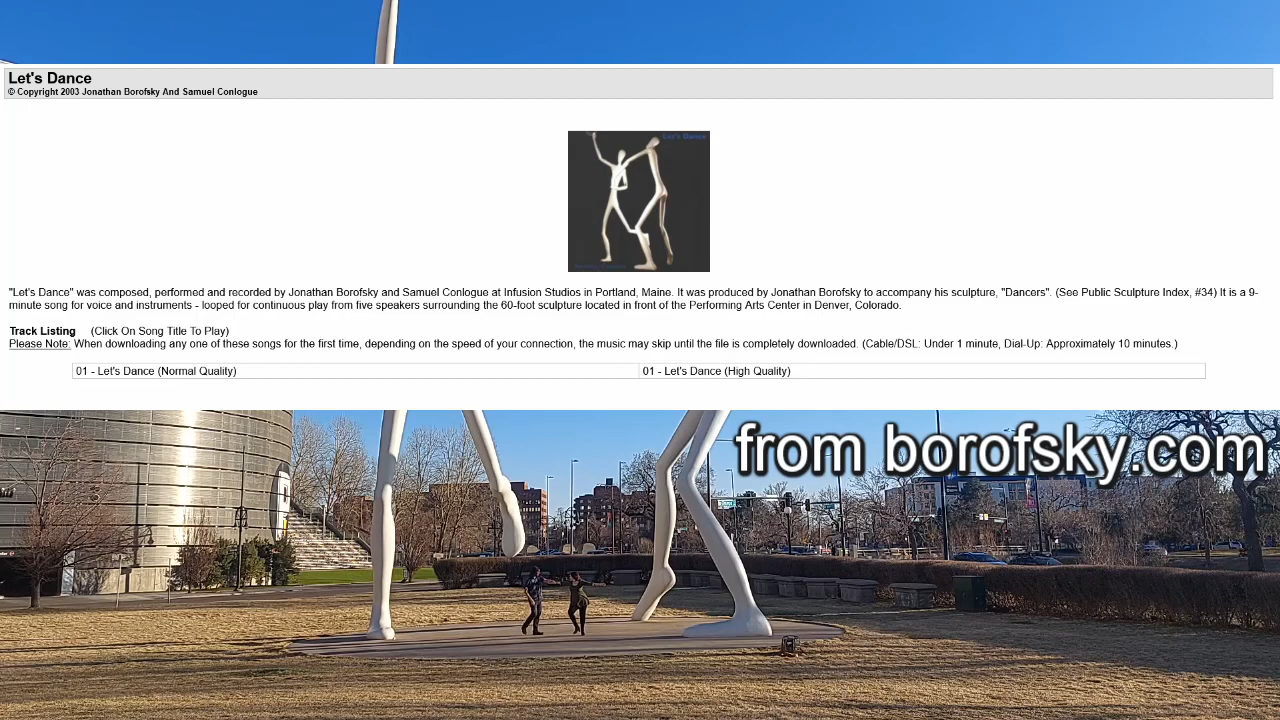 Let's Dance
© Copyright 2003 Jonathan Borofsky And Samuel Conlogue
Let's Dance
"Let's Dance" was composed, performed and recorded by Jonathan Borofsky and Samuel Conlogue at Infusion Studios in Portland, Maine. It was produced by Jonathan Borofsky to accompany his sculpture, "Dancers". (See Public Sculpture Index, #34) It is a 9-
minute song for voice and instruments - looped for continuous play from five speakers surrounding the 60-foot sculpture located in front of the Performing Arts Center in Denver, Colorado.
Track Listing (Click On Song Title To Play)
Please Note: When downloading any one of these songs for the first time, depending on the speed of your connection, the music may skip until the file is completely downloaded. (Cable/DSL: Under 1 minute, Dial-Up: Approximately 10 minutes.)
01 - Let's Dance (Normal Quality) 01 - Let's Dance (High Quality)
from borofsky.com